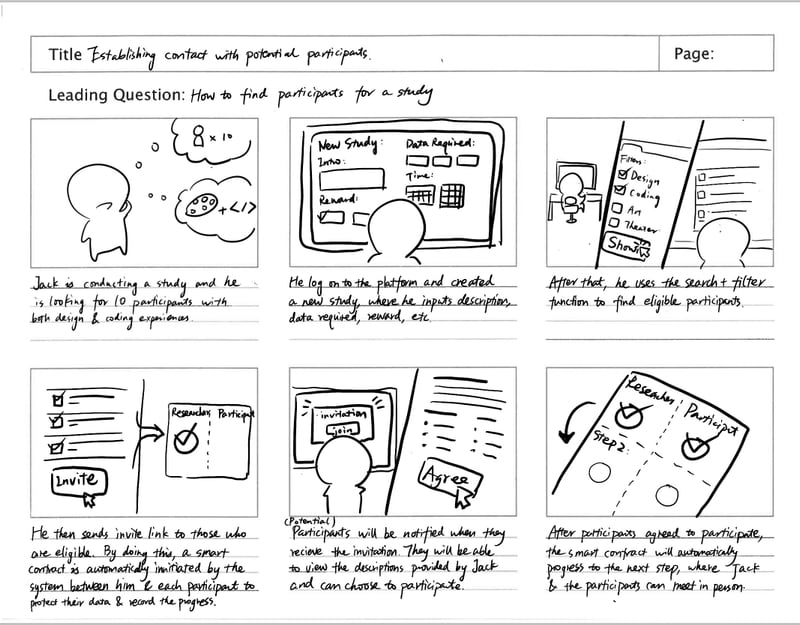 Title Establishing contact with potential participants.
Page:
Leading Question: How to find participants for a study
8 x 10
+ </>
Jack is conducting a study and he
is looking for 10 participants with
both design & coding experiences.
New Study:
Intro:
Reward:
Data Required:
Time:
He log on to the platform and created
a new study, where he inputs description,
data required, reward, etc.
Filters:
Design
Coding
Art
Theater
Show
After that, he uses the search + filter
function to find eligible participants.
Invite
Researcher Participant
He then sends invite link to those who
are eligible. By doing this, a smart
contract is automatically initiated by the
system between him & each participant to
protect their data & record the progress.
invitation
join
Agree
(Potential)
Participants will be notified when they
recieve the invitation. They will be able
to view the descriptions provided by Jack
and can choose to participate.
Researcher Participant
Step 2:
After participants agreed to participate,
the smart contract will automatically
progress to the next step, where Jack
& the participants can meet in person.